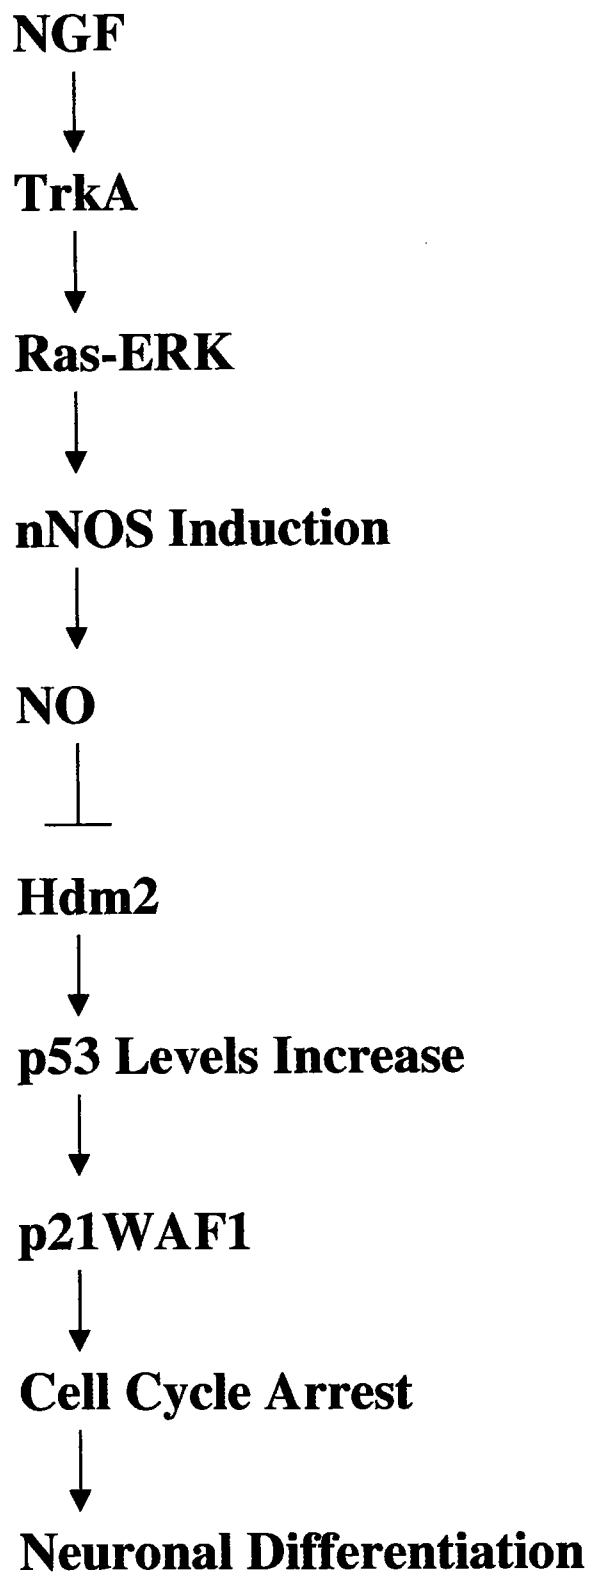 NGF
TrkA
Ras-ERK
nNOS Induction
NO
Hdm2
p53 Levels Increase
p21WAF1
Cell Cycle Arrest
Neuronal Differentiation